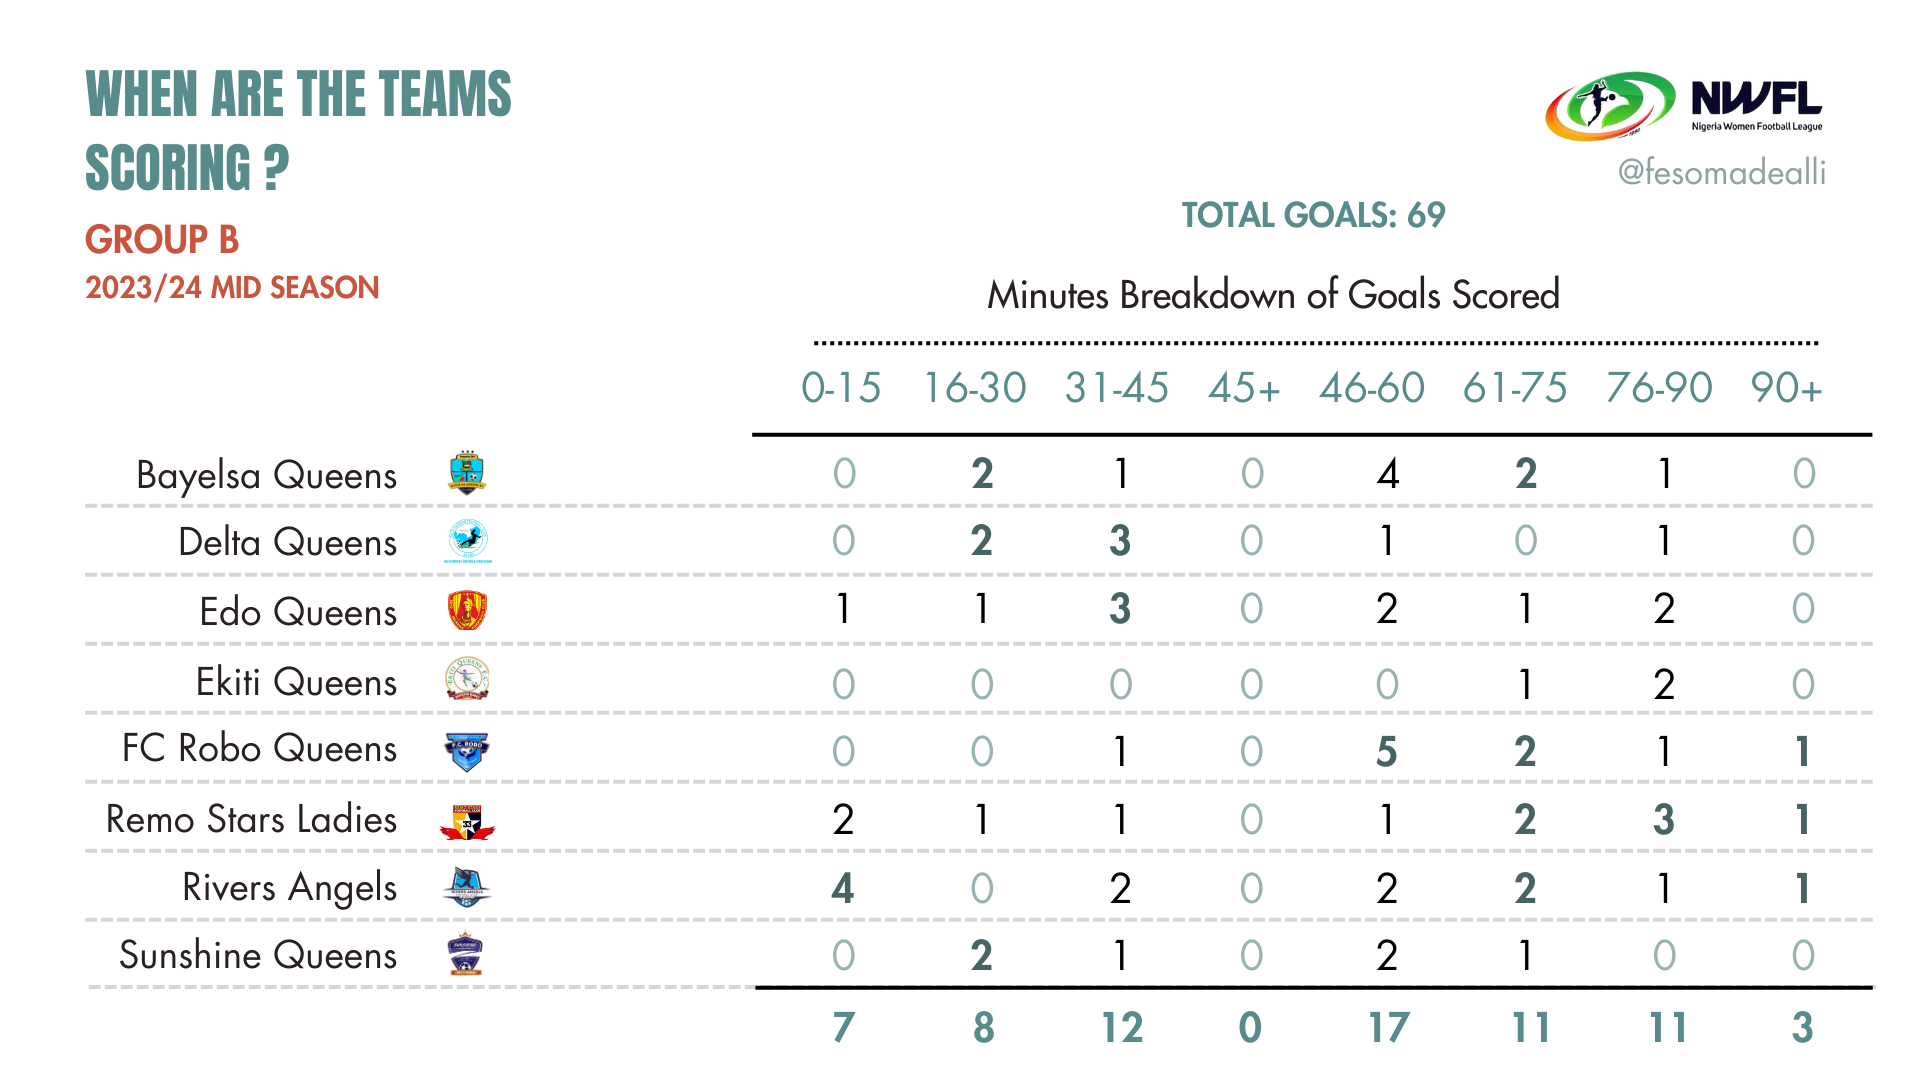 WHEN ARE THE TEAMS
SCORING ?
GROUP B
2023/24 MID SEASON
NWFL
Nigeria Women Football League
1990
@fesomadealli
TOTAL GOALS: 69
Minutes Breakdown of Goals Scored
0-15 16-30 31-45 45+ 46-60 61-75 76-90 90+
Bayelsa Queens 0 2 1 0 4 2 1 0
Delta Queens 0 2 3 0 1 0 1 0
Edo Queens 1 1 3 0 2 1 2 0
Ekiti Queens 0 0 0 0 0 1 2 0
FC Robo Queens F.C. ROBO 0 0 1 0 5 2 1 1
Remo Stars Ladies 33 2 1 1 0 1 2 3 1
Rivers Angels RIVERS ANGELS 4 0 2 0 2 2 1 1
Sunshine Queens SUNSHINE 0 2 1 0 2 1 0 0
7 8 12 0 17 11 11 3